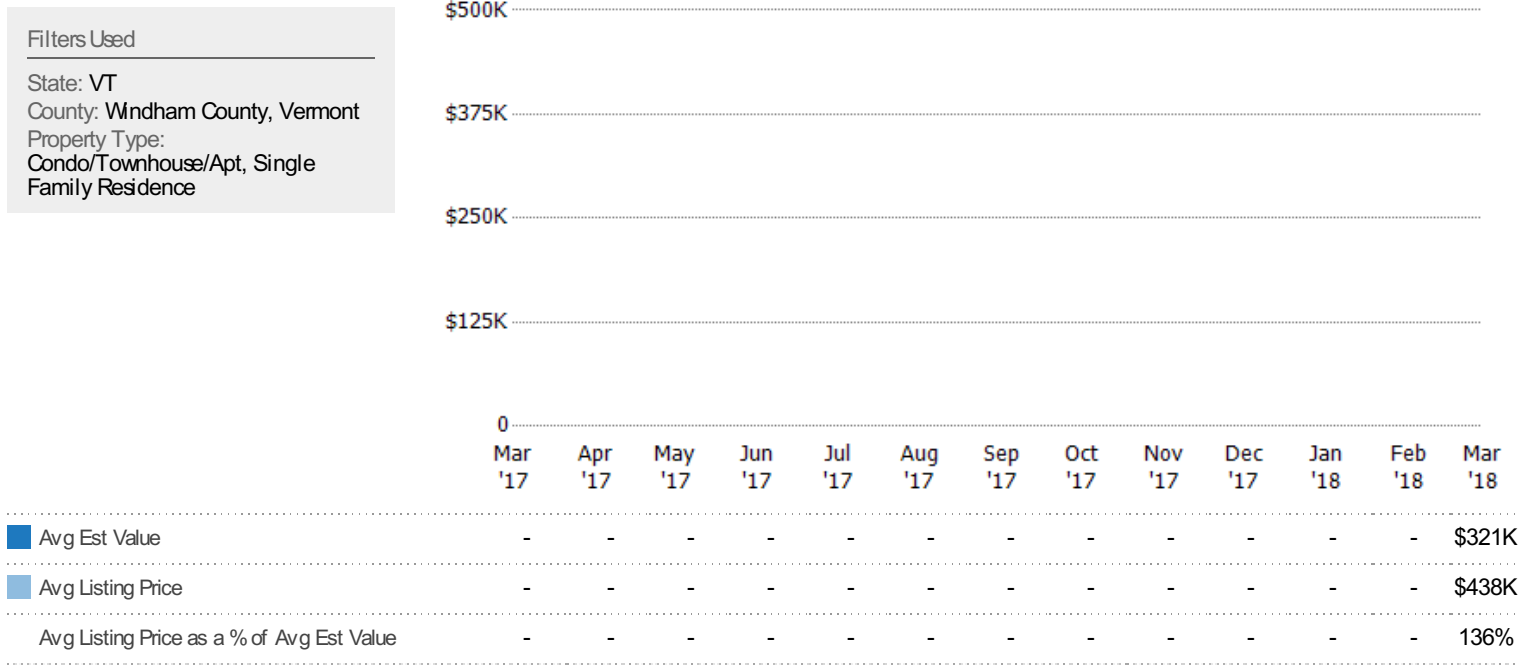 Filters Used
State: VT
County: Windham County, Vermont
Property Type:
Condo/Townhouse/Apt, Single
Family Residence
$500K
$375K
$250K
$125K
0
Mar Apr May Jun Jul Aug Sep Oct Nov Dec Jan Feb Mar
'17 '17 '17 '17 '17 '17 '17 '17 '17 '17 '18 '18 '18
Avg Est Value - - - - - - - - - - - - $321K
Avg Listing Price - - - - - - - - - - - - $438K
Avg Listing Price as a % of Avg Est Value - - - - - - - - - - - - 136%